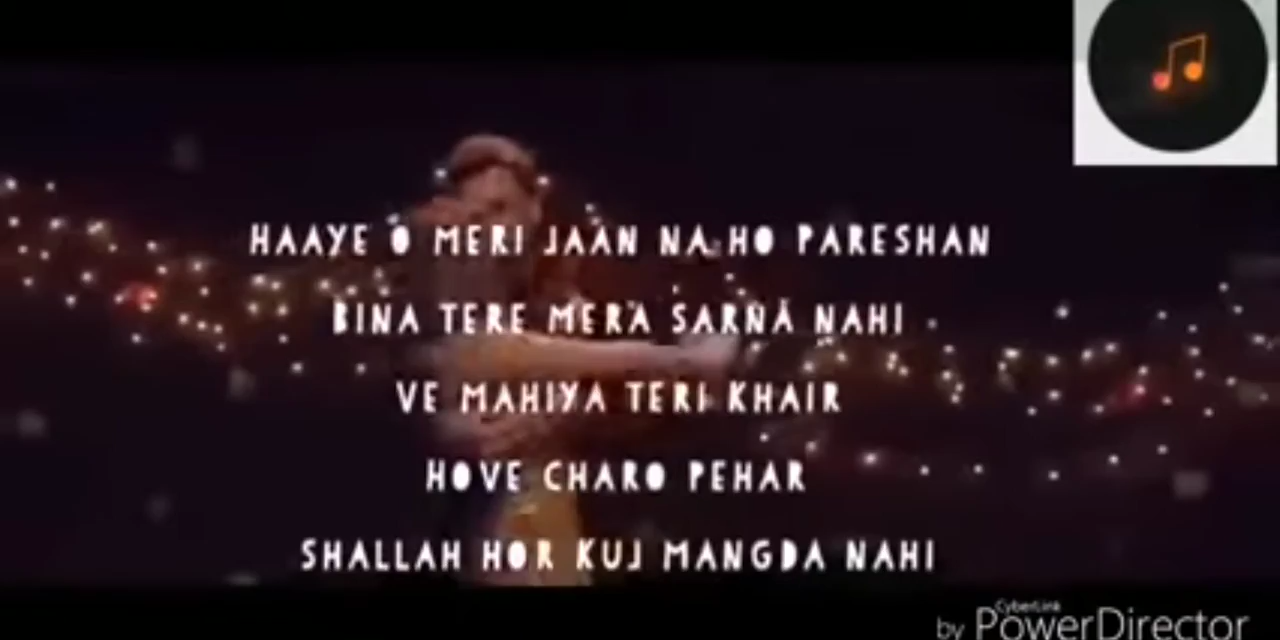 HAAYE O MERI JAAN NA HO PARESHAN
BINA TERE MERA SARNA NAHI
VE MAHIYA TERI KHAIR
HOVE CHARO PEHAR
SHALLAH HOR KUJ MANGDA NAHI
CyberLink
by PowerDirector